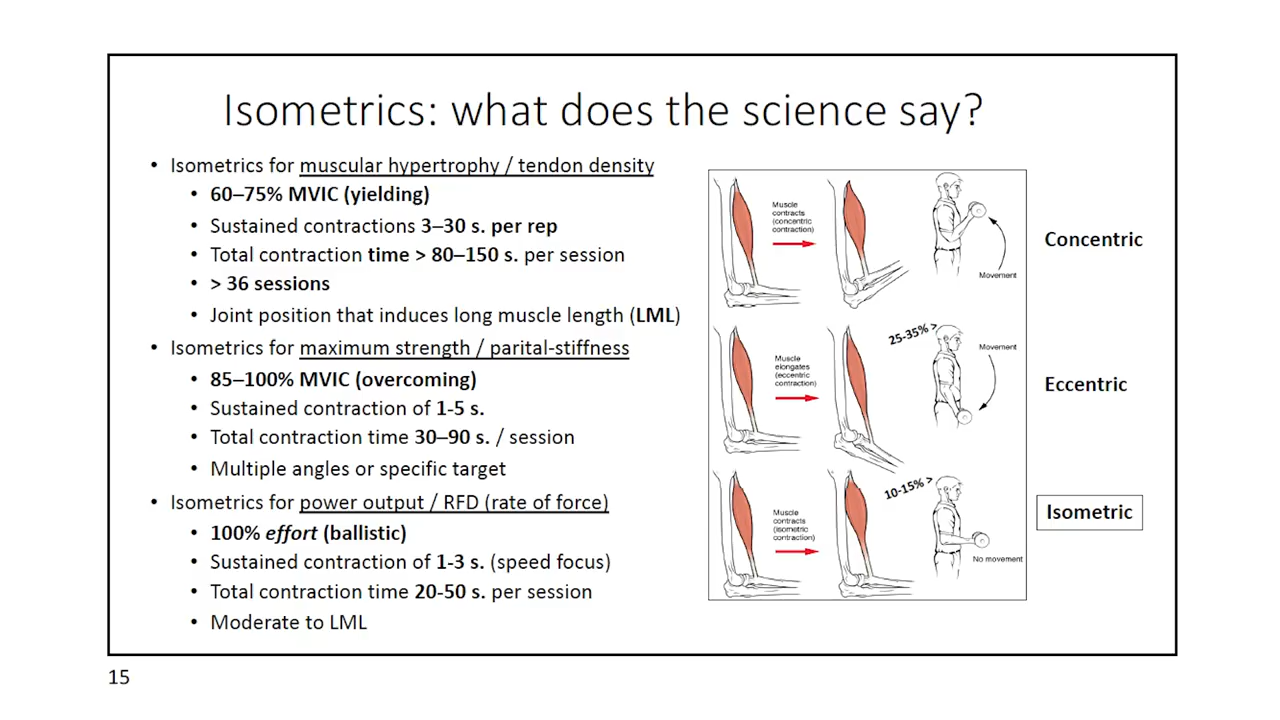 Isometrics: what does the science say?
• Isometrics for muscular hypertrophy / tendon density
• 60–75% MVIC (yielding)
• Sustained contractions 3–30 s. per rep
• Total contraction time > 80–150 s. per session
• > 36 sessions
• Joint position that induces long muscle length (LML)
• Isometrics for maximum strength / parital-stiffness
• 85–100% MVIC (overcoming)
• Sustained contraction of 1-5 s.
• Total contraction time 30–90 s. / session
• Multiple angles or specific target
• Isometrics for power output / RFD (rate of force)
• 100% effort (ballistic)
• Sustained contraction of 1-3 s. (speed focus)
• Total contraction time 20-50 s. per session
• Moderate to LML
Muscle
contracts
(concentric
contraction)
Movement
Concentric
Muscle
elongates
(eccentric
contraction)
25-35% >
Movement
Eccentric
Muscle
contracts
(isometric
contraction)
10-15% >
No movement
Isometric
15